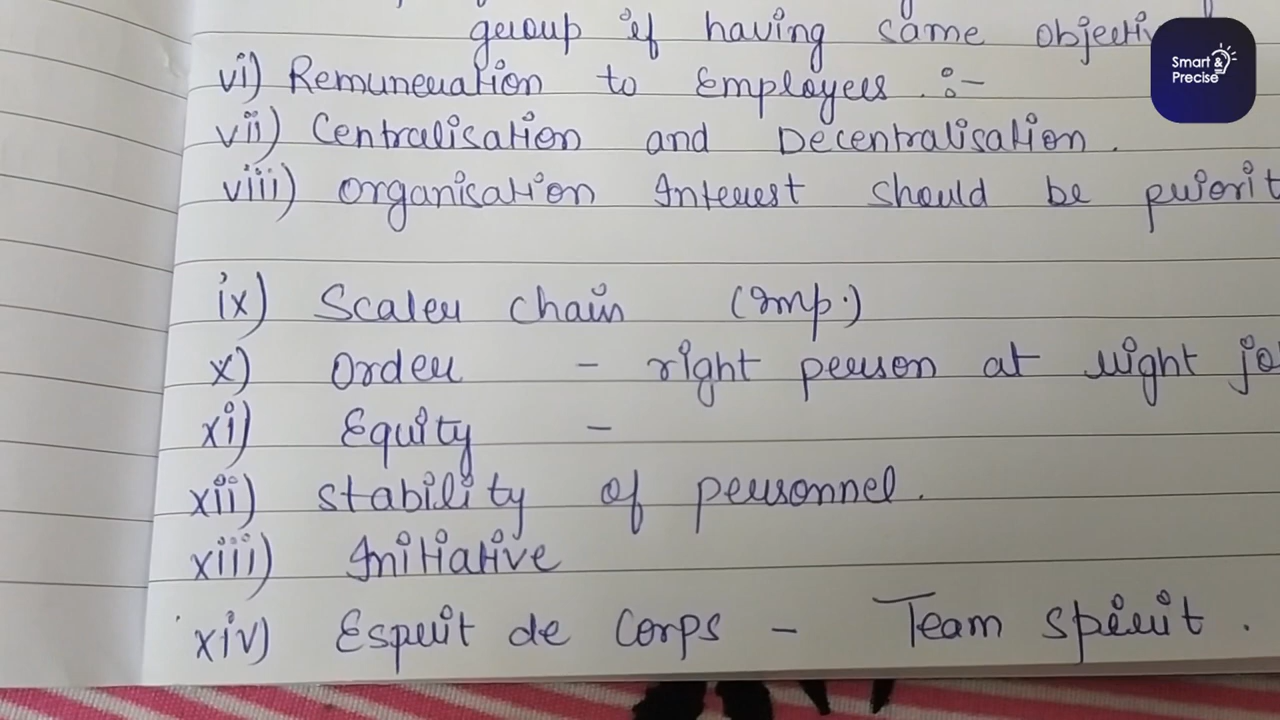 group if having same objectiv
Smart &
Precise
vi) Remuneration to Employees :-
vii) Centralisation and Decentralisation.
viii) Organisation Interest should be priorit
ix) Scaler Chain (Imp.)
x) Order - right person at right jo
xi) Equity -
xii) Stability of personnel.
xiii) Initiative
xiv) Esprit de Corps - Team spirit.